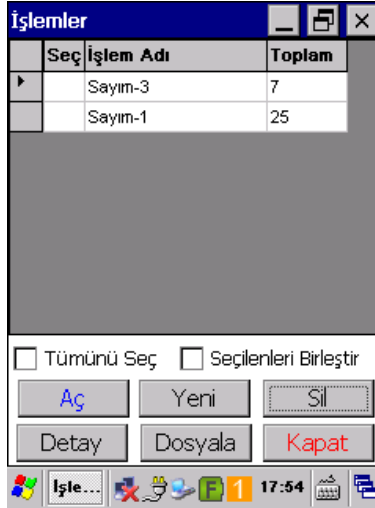 İşlemler
Seç İşlem Adı Toplam
Sayım-3 7
Sayım-1 25
Tümünü Seç Seçilenleri Birleştir
Aç Yeni Sil
Detay Dosyala Kapat
İşle... F 1 17:54